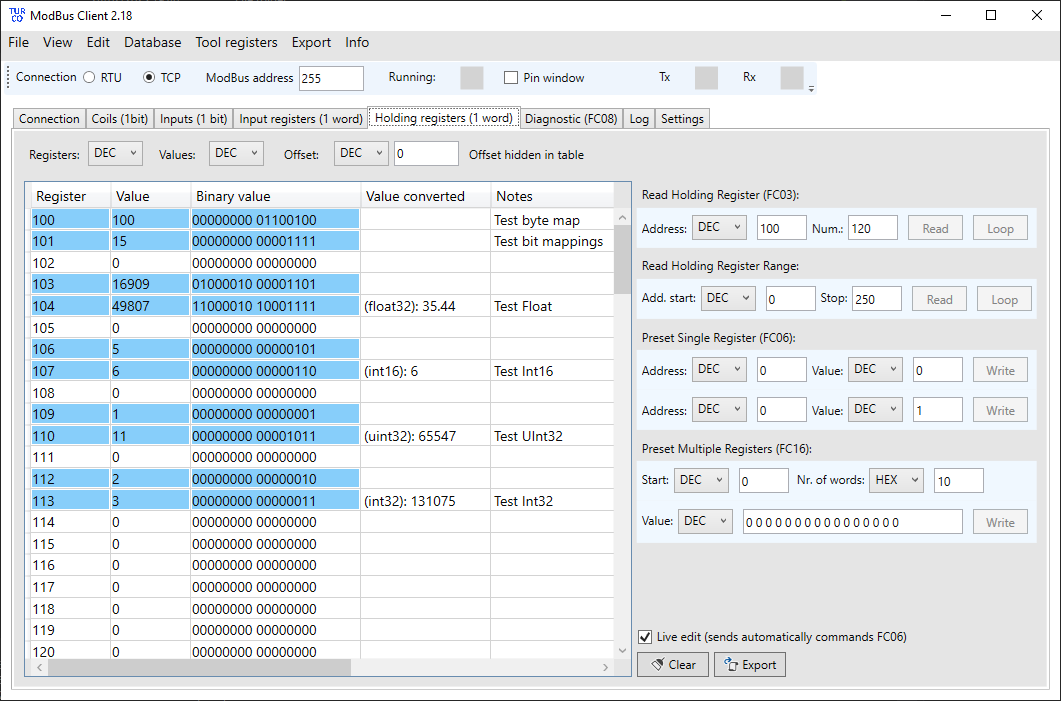 TUR
CO
ModBus Client 2.18
File View Edit Database Tool registers Export Info
Connection RTU TCP ModBus address 255 Running: Pin window Tx Rx
Connection Coils (1bit) Inputs (1 bit) Input registers (1 word) Holding registers (1 word) Diagnostic (FC08) Log Settings
Registers: DEC Values: DEC Offset: DEC 0 Offset hidden in table
Register Value Binary value Value converted Notes
100 100 00000000 01100100 Test byte map
101 15 00000000 00001111 Test bit mappings
102 0 00000000 00000000
103 16909 01000010 00001101
104 49807 11000010 10001111 (float32): 35.44 Test Float
105 0 00000000 00000000
106 5 00000000 00000101
107 6 00000000 00000110 (int16): 6 Test Int16
108 0 00000000 00000000
109 1 00000000 00000001
110 11 00000000 00001011 (uint32): 65547 Test UInt32
111 0 00000000 00000000
112 2 00000000 00000010
113 3 00000000 00000011 (int32): 131075 Test Int32
114 0 00000000 00000000
115 0 00000000 00000000
116 0 00000000 00000000
117 0 00000000 00000000
118 0 00000000 00000000
119 0 00000000 00000000
120 0 00000000 00000000
Read Holding Register (FC03):
Address: DEC 100 Num.: 120 Read Loop
Read Holding Register Range:
Add. start: DEC 0 Stop: 250 Read Loop
Preset Single Register (FC06):
Address: DEC 0 Value: DEC 0 Write
Address: DEC 0 Value: DEC 1 Write
Preset Multiple Registers (FC16):
Start: DEC 0 Nr. of words: HEX 10
Value: DEC 0 0 0 0 0 0 0 0 0 0 0 0 0 0 0 0 Write
Live edit (sends automatically commands FC06)
Clear Export